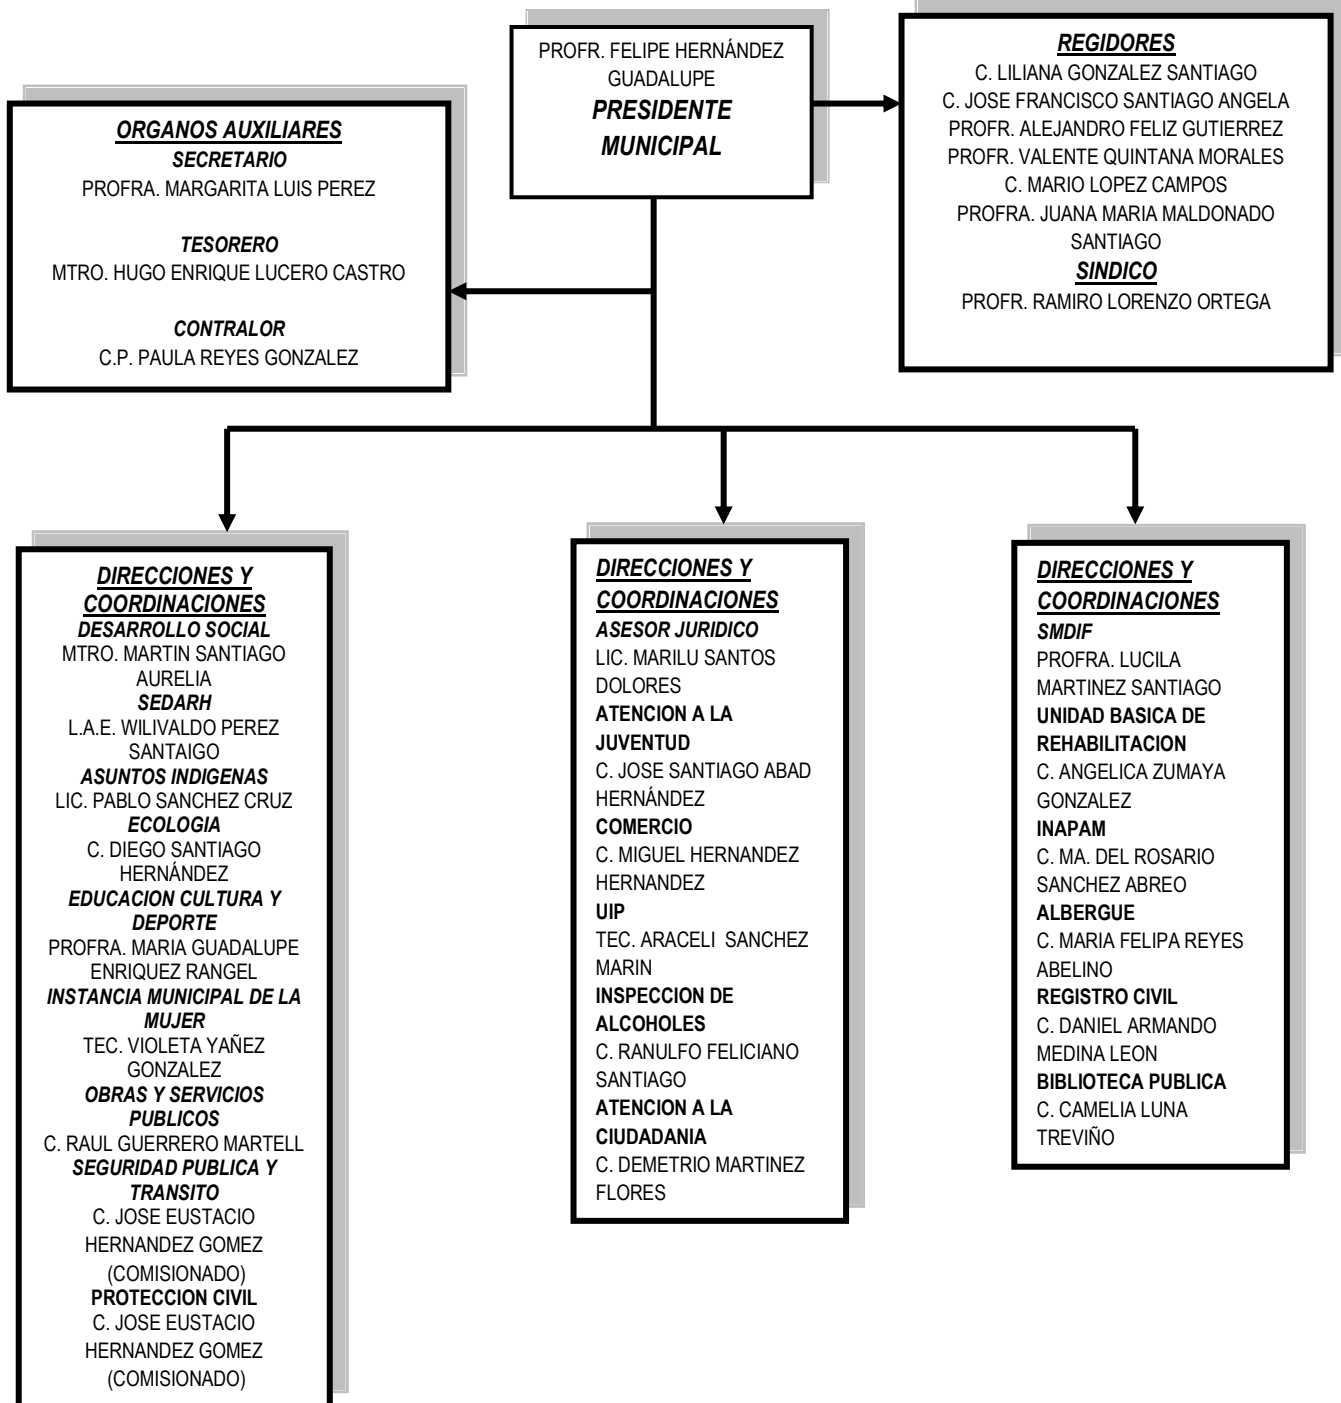 PROFR. FELIPE HERNÁNDEZ
GUADALUPE
PRESIDENTE
MUNICIPAL
REGIDORES
C. LILIANA GONZALEZ SANTIAGO
C. JOSE FRANCISCO SANTIAGO ANGELA
PROFR. ALEJANDRO FELIZ GUTIERREZ
PROFR. VALENTE QUINTANA MORALES
C. MARIO LOPEZ CAMPOS
PROFRA. JUANA MARIA MALDONADO
SANTIAGO
SINDICO
PROFR. RAMIRO LORENZO ORTEGA
ORGANOS AUXILIARES
SECRETARIO
PROFRA. MARGARITA LUIS PEREZ
TESORERO
MTRO. HUGO ENRIQUE LUCERO CASTRO
CONTRALOR
C.P. PAULA REYES GONZALEZ
DIRECCIONES Y
COORDINACIONES
DESARROLLO SOCIAL
MTRO. MARTIN SANTIAGO
AURELIA
SEDARH
L.A.E. WILIVALDO PEREZ
SANTAIGO
ASUNTOS INDIGENAS
LIC. PABLO SANCHEZ CRUZ
ECOLOGIA
C. DIEGO SANTIAGO
HERNÁNDEZ
EDUCACION CULTURA Y
DEPORTE
PROFRA. MARIA GUADALUPE
ENRIQUEZ RANGEL
INSTANCIA MUNICIPAL DE LA
MUJER
TEC. VIOLETA YAÑEZ
GONZALEZ
OBRAS Y SERVICIOS
PUBLICOS
C. RAUL GUERRERO MARTELL
SEGURIDAD PUBLICA Y
TRANSITO
C. JOSE EUSTACIO
HERNANDEZ GOMEZ
(COMISIONADO)
PROTECCION CIVIL
C. JOSE EUSTACIO
HERNANDEZ GOMEZ
(COMISIONADO)
DIRECCIONES Y
COORDINACIONES
ASESOR JURIDICO
LIC. MARILU SANTOS
DOLORES
ATENCION A LA
JUVENTUD
C. JOSE SANTIAGO ABAD
HERNÁNDEZ
COMERCIO
C. MIGUEL HERNANDEZ
HERNANDEZ
UIP
TEC. ARACELI SANCHEZ
MARIN
INSPECCION DE
ALCOHOLES
C. RANULFO FELICIANO
SANTIAGO
ATENCION A LA
CIUDADANIA
C. DEMETRIO MARTINEZ
FLORES
DIRECCIONES Y
COORDINACIONES
SMDIF
PROFRA. LUCILA
MARTINEZ SANTIAGO
UNIDAD BASICA DE
REHABILITACION
C. ANGELICA ZUMAYA
GONZALEZ
INAPAM
C. MA. DEL ROSARIO
SANCHEZ ABREO
ALBERGUE
C. MARIA FELIPA REYES
ABELINO
REGISTRO CIVIL
C. DANIEL ARMANDO
MEDINA LEON
BIBLIOTECA PUBLICA
C. CAMELIA LUNA
TREVIÑO